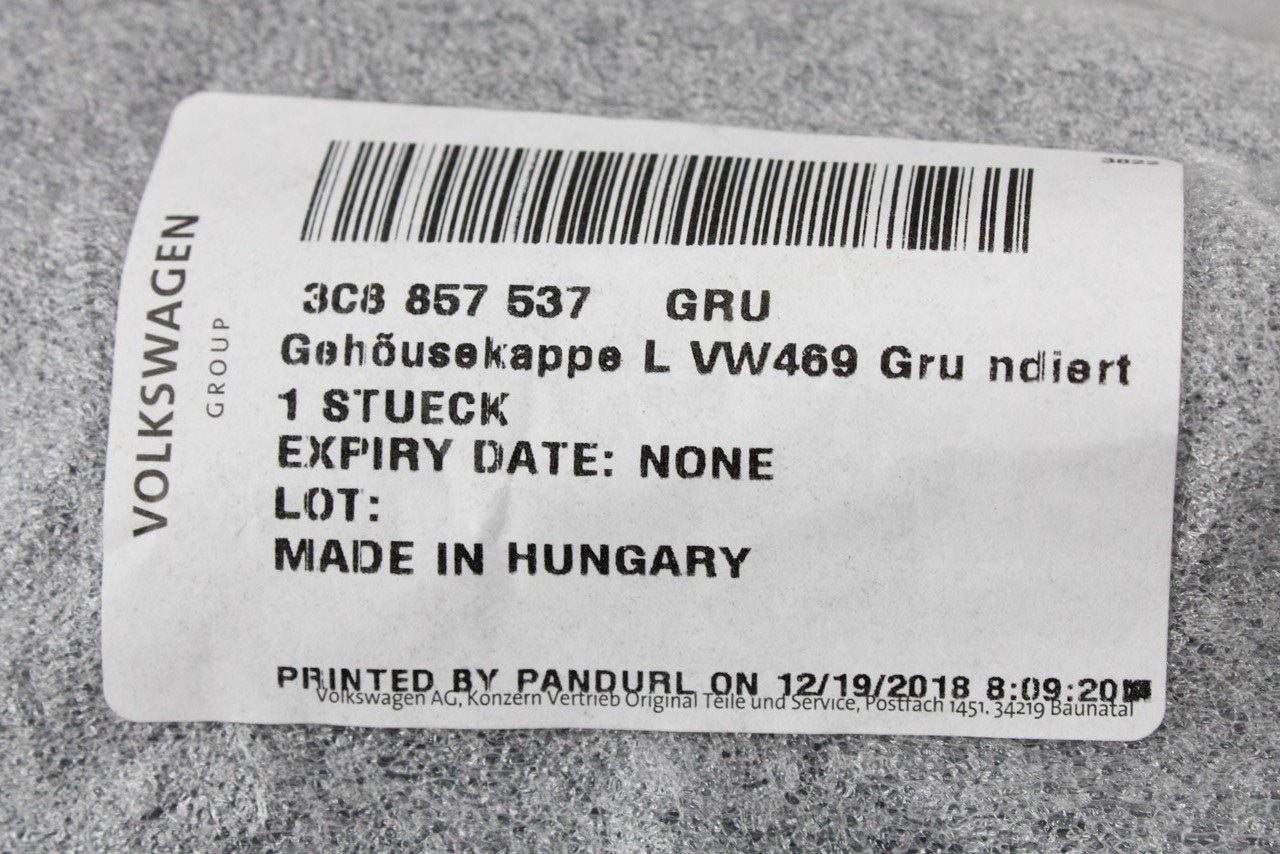 3822
VOLKSWAGEN
GROUP
3C8 857 537 GRU
Gehõusekappe L VW469 Gru ndiert
1 STUECK
EXPIRY DATE: NONE
LOT:
MADE IN HUNGARY
PRINTED BY PANDURL ON 12/19/2018 8:09:20
Volkswagen AG, Konzern Vertrieb Original Teile und Service, Postfach 1451. 34219 Baunatal